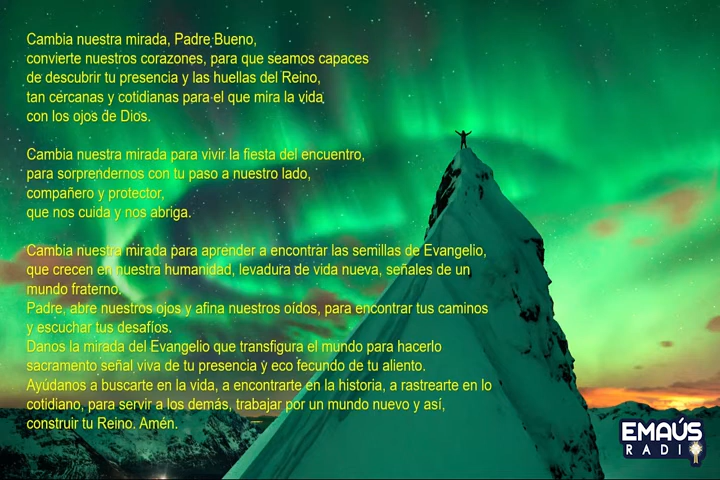 Cambia nuestra mirada, Padre Bueno,
convierte nuestros corazones, para que seamos capaces
de descubrir tu presencia y las huellas del Reino,
tan cercanas y cotidianas para el que mira la vida
con los ojos de Dios.
Cambia nuestra mirada para vivir la fiesta del encuentro,
para sorprendernos con tu paso a nuestro lado,
compañero y protector,
que nos cuida y nos abriga.
Cambia nuestra mirada para aprender a encontrar las semillas de Evangelio,
que crecen en nuestra humanidad, levadura de vida nueva, señales de un
mundo fraterno.
Padre, abre nuestros ojos y afina nuestros oídos, para encontrar tus caminos
y escuchar tus desafíos.
Danos la mirada del Evangelio que transfigura el mundo para hacerlo
sacramento señal viva de tu presencia y eco fecundo de tu aliento.
Ayúdanos a buscarte en la vida, a encontrarte en la historia, a rastrearte en lo
cotidiano, para servir a los demás, trabajar por un mundo nuevo y así,
construir tu Reino. Amén.
EMAÚS
RADIO